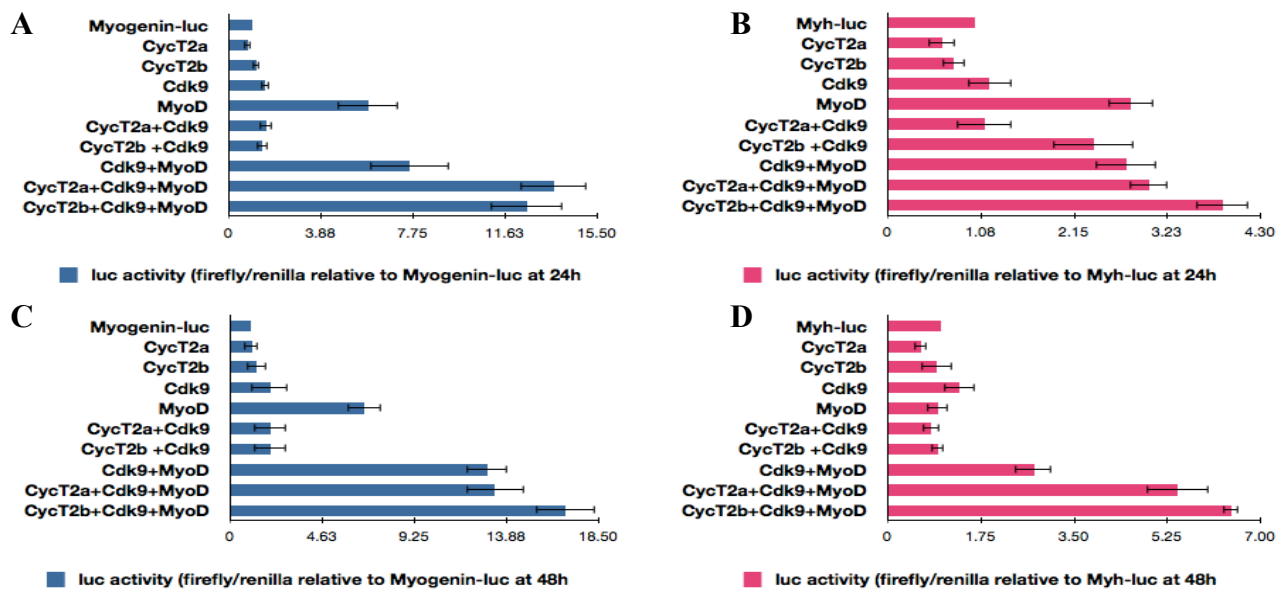 A
Myogenin-luc
CycT2a
CycT2b
Cdk9
MyoD
CycT2a+Cdk9
CycT2b +Cdk9
Cdk9+MyoD
CycT2a+Cdk9+MyoD
CycT2b+Cdk9+MyoD
0 3.88 7.75 11.63 15.50
luc activity (firefly/renilla relative to Myogenin-luc at 24h
B
Myh-luc
CycT2a
CycT2b
Cdk9
MyoD
CycT2a+Cdk9
CycT2b +Cdk9
Cdk9+MyoD
CycT2a+Cdk9+MyoD
CycT2b+Cdk9+MyoD
0 1.08 2.15 3.23 4.30
luc activity (firefly/renilla relative to Myh-luc at 24h
C
Myogenin-luc
CycT2a
CycT2b
Cdk9
MyoD
CycT2a+Cdk9
CycT2b +Cdk9
Cdk9+MyoD
CycT2a+Cdk9+MyoD
CycT2b+Cdk9+MyoD
0 4.63 9.25 13.88 18.50
luc activity (firefly/renilla relative to Myogenin-luc at 48h
D
Myh-luc
CycT2a
CycT2b
Cdk9
MyoD
CycT2a+Cdk9
CycT2b +Cdk9
Cdk9+MyoD
CycT2a+Cdk9+MyoD
CycT2b+Cdk9+MyoD
0 1.75 3.50 5.25 7.00
luc activity (firefly/renilla relative to Myh-luc at 48h